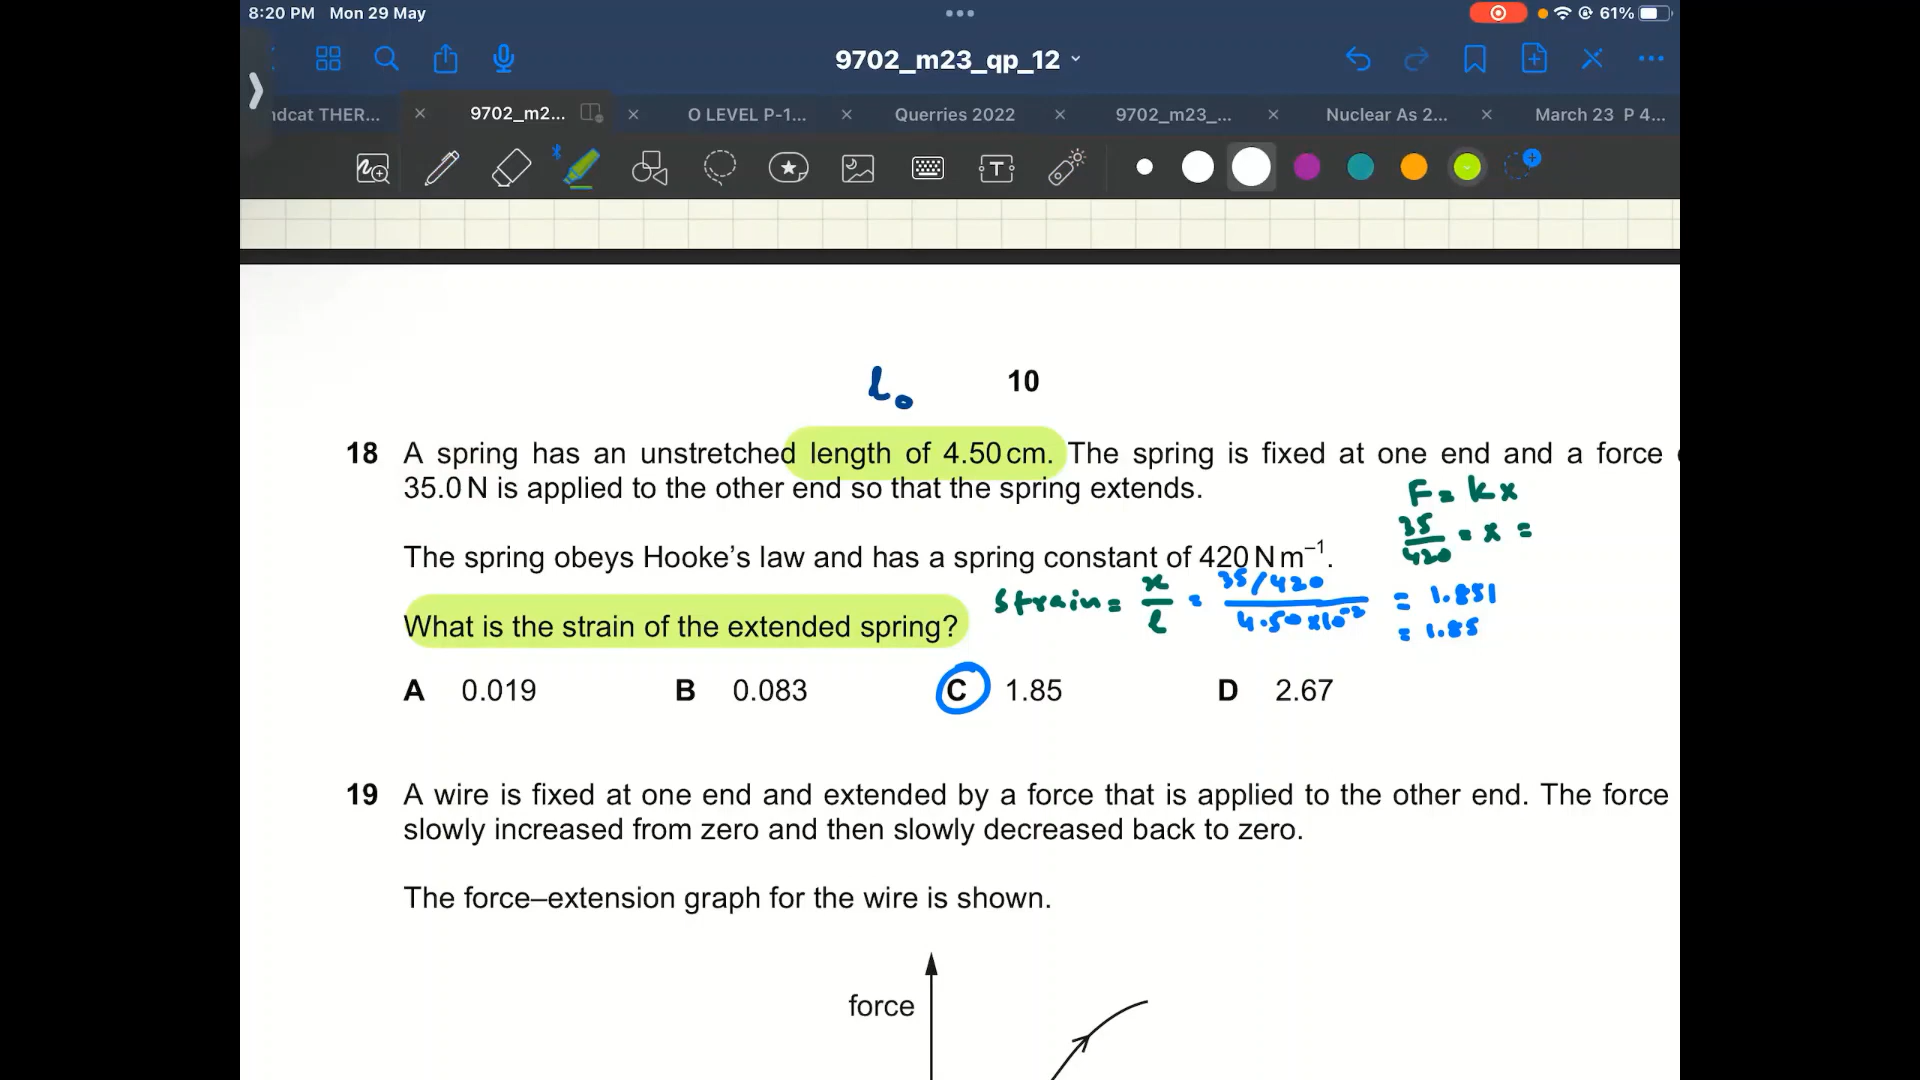 8:20 PM Mon 29 May
61%
9702_m23_qp_12
ndcat THER...
9702_m2...
O LEVEL P-1...
Querries 2022
9702_m23_...
Nuclear As 2...
March 23 P 4...
l₀
10
18 A spring has an unstretched length of 4.50 cm. The spring is fixed at one end and a force
35.0 N is applied to the other end so that the spring extends.
F = kx
35/420 = x =
The spring obeys Hooke’s law and has a spring constant of 420 N m⁻¹.
Strain = x/l = 35/420 / 4.50×10⁻² = 1.851
= 1.85
What is the strain of the extended spring?
A 0.019 B 0.083 C 1.85 D 2.67
19 A wire is fixed at one end and extended by a force that is applied to the other end. The force
slowly increased from zero and then slowly decreased back to zero.
The force–extension graph for the wire is shown.
force